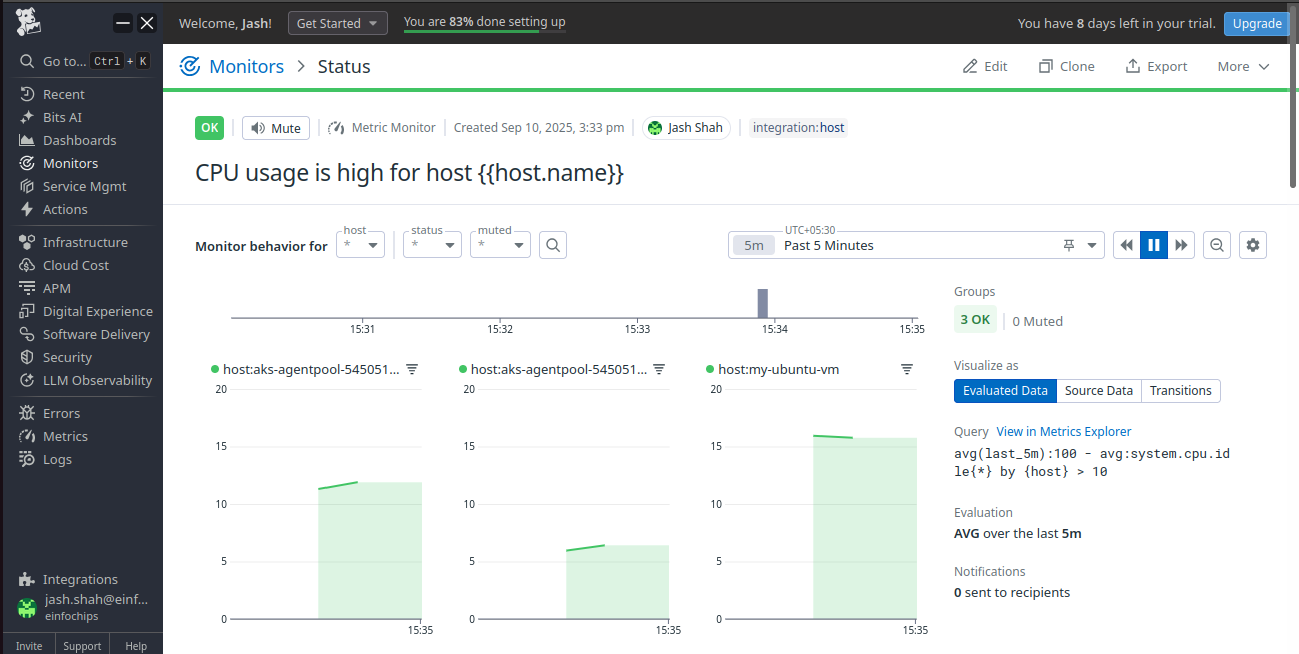 Welcome, Jash!
Get Started
You are 83% done setting up
You have 8 days left in your trial.
Upgrade
Go to... Ctrl + K
Recent
Bits AI
Dashboards
Monitors
Service Mgmt
Actions
Infrastructure
Cloud Cost
APM
Digital Experience
Software Delivery
Security
LLM Observability
Errors
Metrics
Logs
Integrations
jash.shah@einf...
einfochips
Invite
Support
Help
Monitors > Status
Edit
Clone
Export
More
OK
Mute
Metric Monitor
Created Sep 10, 2025, 3:33 pm
Jash Shah
integration:host
CPU usage is high for host {{host.name}}
Monitor behavior for
host
*
status
*
muted
*
UTC+05:30
5m Past 5 Minutes
15:31 15:32 15:33 15:34 15:35
host:aks-agentpool-545051...
20
15
10
5
0
15:35
host:aks-agentpool-545051...
20
15
10
5
0
15:35
host:my-ubuntu-vm
20
15
10
5
0
15:35
Groups
3 OK
0 Muted
Visualize as
Evaluated Data
Source Data
Transitions
Query View in Metrics Explorer
avg(last_5m):100 - avg:system.cpu.id
le{*} by {host} > 10
Evaluation
AVG over the last 5m
Notifications
0 sent to recipients